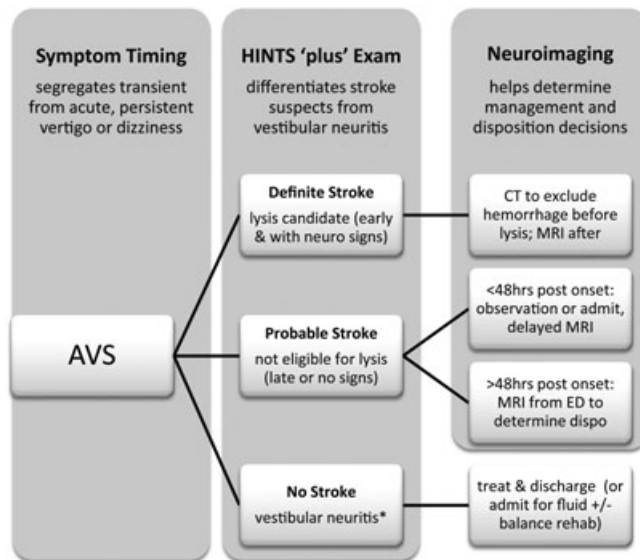 Symptom Timing
segregates transient
from acute, persistent
vertigo or dizziness
HINTS ‘plus’ Exam
differentiates stroke
suspects from
vestibular neuritis
Neuroimaging
helps determine
management and
disposition decisions
AVS
Definite Stroke
lysis candidate (early
& with neuro signs)
CT to exclude
hemorrhage before
lysis; MRI after
Probable Stroke
not eligible for lysis
(late or no signs)
<48hrs post onset:
observation or admit,
delayed MRI
>48hrs post onset:
MRI from ED to
determine dispo
No Stroke
vestibular neuritis*
treat & discharge (or
admit for fluid +/-
balance rehab)